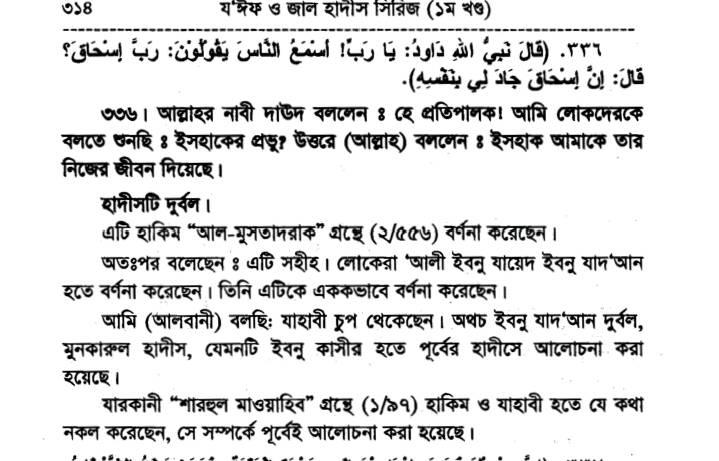 ৩১৪ য'ঈফ ও জাল হাদীস সিরিজ (১ম খণ্ড)
٣٣٦. (قَالَ نَبِيُّ اللهِ دَاودُ: يَا رَبِّ! أَسْمَعُ النَّاسَ يَقُوْلُوْنَ: رَبُّ إِسْحَاقَ؟
قَالَ: إِنَّ إِسْحَاقَ جَادَ لِي بِنَفْسِهِ).
৩৩৬। আল্লাহর নাবী দাউদ বললেন ঃ হে প্রতিপালক! আমি লোকদেরকে
বলতে শুনছি ঃ ইসহাকের প্রভু? উত্তরে (আল্লাহ) বললেন ঃ ইসহাক আমাকে তার
নিজের জীবন দিয়েছে।
হাদীসটি দুর্বল।
এটি হাকিম “আল-মুসতাদরাক” গ্রন্থে (২/৫৫৬) বর্ণনা করেছেন।
অতঃপর বলেছেন ঃ এটি সহীহ। লোকেরা 'আলী ইবনু যায়েদ ইবনু যাদ'আন
হতে বর্ণনা করেছেন। তিনি এটিকে এককভাবে বর্ণনা করেছেন।
আমি (আলবানী) বলছিঃ যাহাবী চুপ থেকেছেন। অথচ ইবনু যাদ'আন দুর্বল,
মুনকারুল হাদীস, যেমনটি ইবনু কাসীর হতে পূর্বের হাদীসে আলোচনা করা
হয়েছে।
যারকানী “শারহুল মাওয়াহিব” গ্রন্থে (১/৯৭) হাকিম ও যাহাবী হতে যে কথা
নকল করেছেন, সে সম্পর্কে পূর্বেই আলোচনা করা হয়েছে।